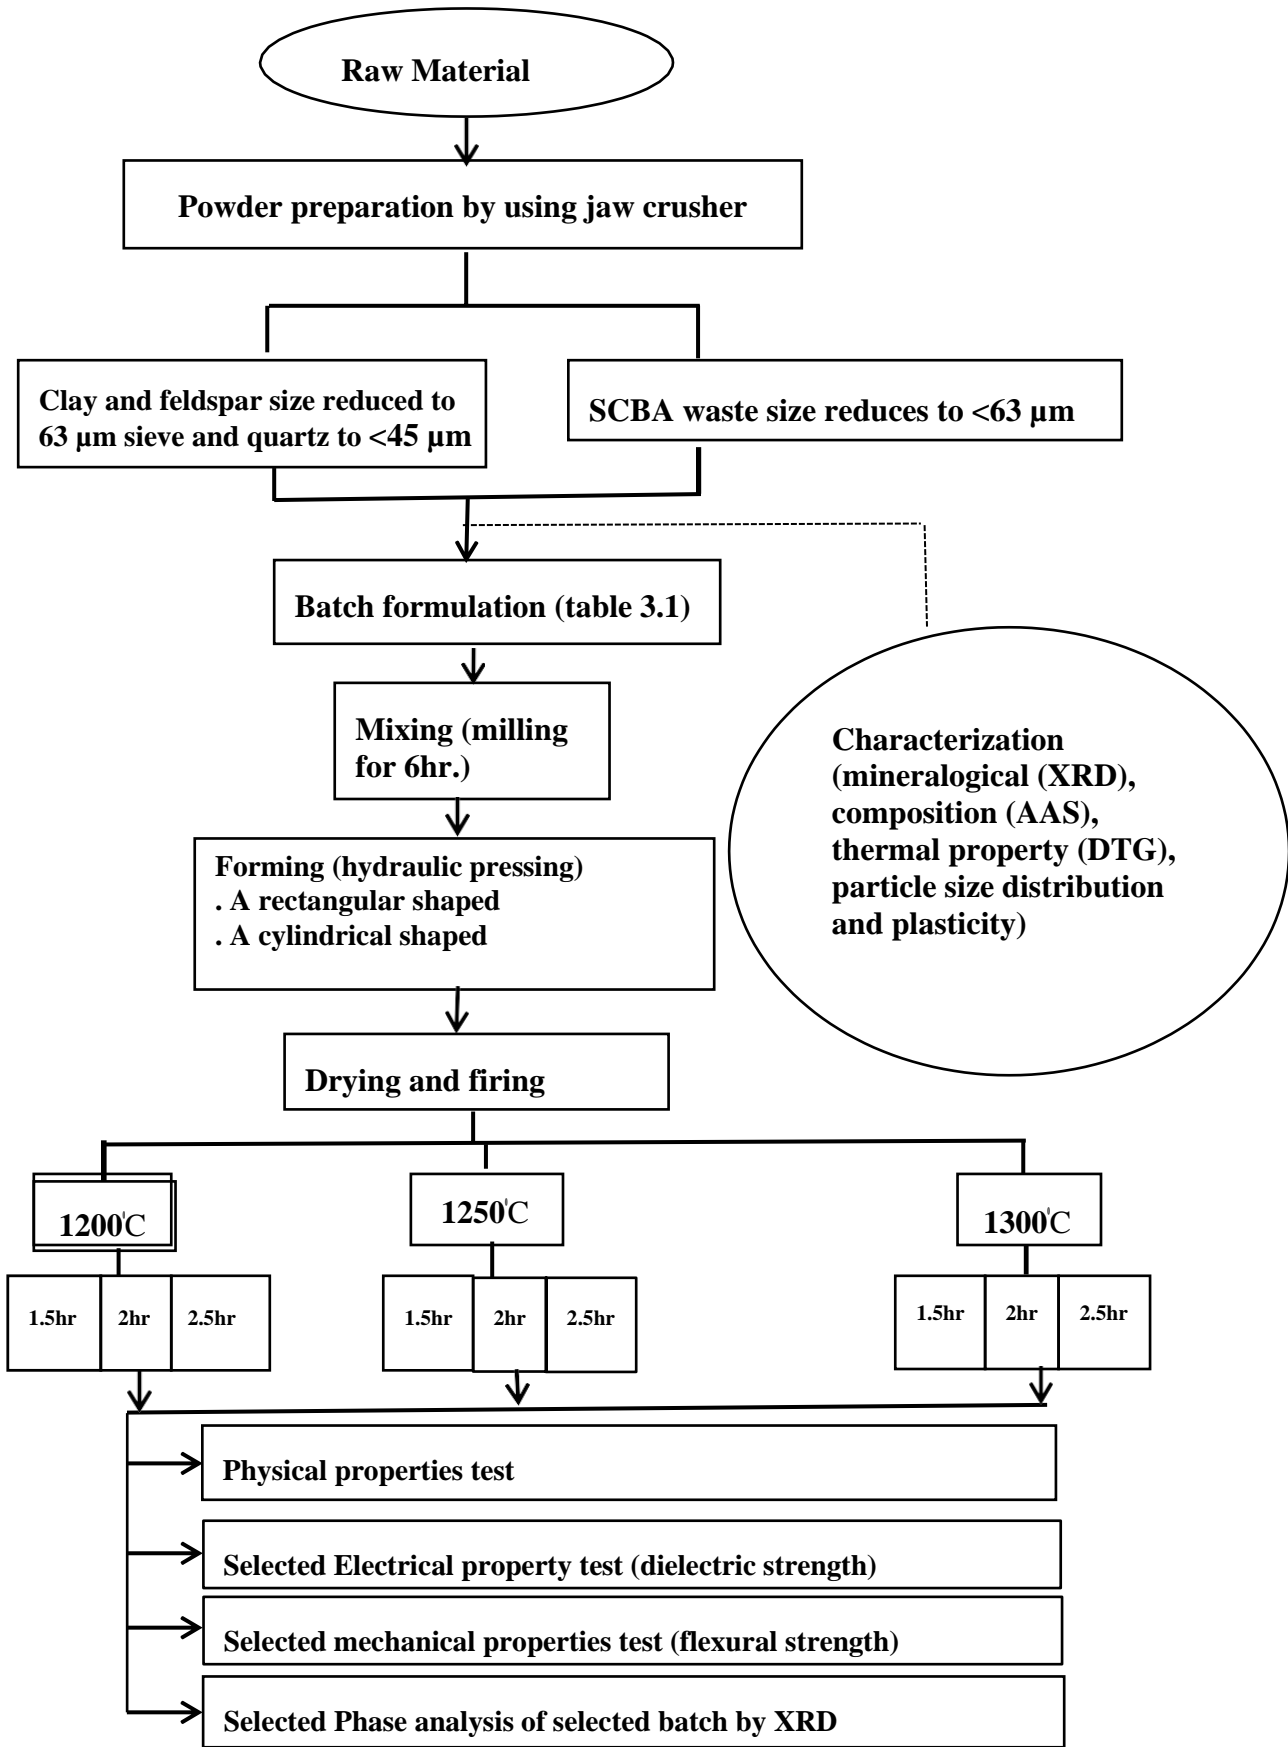 Raw Material
Powder preparation by using jaw crusher
Clay and feldspar size reduced to
63 µm sieve and quartz to <45 µm
SCBA waste size reduces to <63 µm
Batch formulation (table 3.1)
Mixing (milling
for 6hr.)
Characterization
(mineralogical (XRD),
composition (AAS),
thermal property (DTG),
particle size distribution
and plasticity)
Forming (hydraulic pressing)
. A rectangular shaped
. A cylindrical shaped
Drying and firing
1200℃
1250℃
1300℃
1.5hr 2hr 2.5hr
1.5hr 2hr 2.5hr
1.5hr 2hr 2.5hr
Physical properties test
Selected Electrical property test (dielectric strength)
Selected mechanical properties test (flexural strength)
Selected Phase analysis of selected batch by XRD